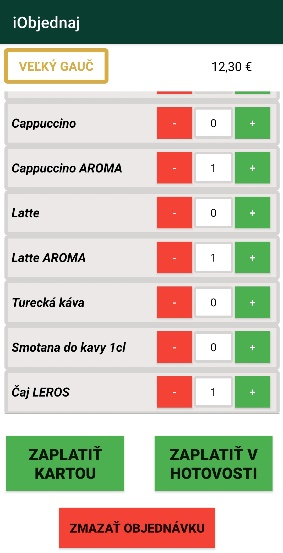 iObjednaj
VEĽKÝ GAUČ 12,30 €
Cappuccino - 0 +
Cappuccino AROMA - 1 +
Latte - 0 +
Latte AROMA - 1 +
Turecká káva - 0 +
Smotana do kavy 1cl - 0 +
Čaj LEROS - 1 +
ZAPLATIŤ
KARTOU
ZAPLATIŤ V
HOTOVOSTI
ZMAZAŤ OBJEDNÁVKU